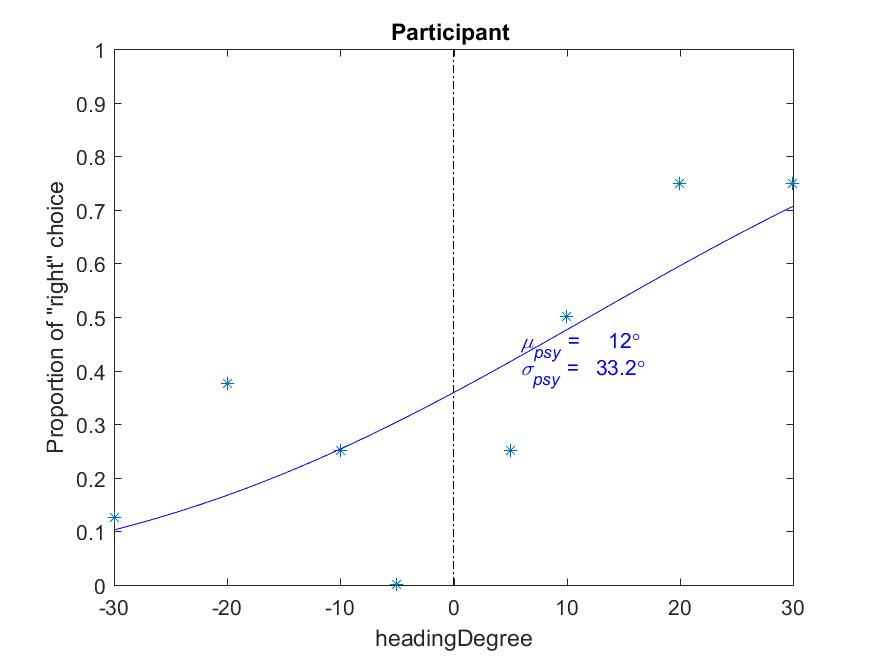 Participant
1
0.9
0.8
0.7
0.6
0.5
0.4
0.3
0.2
0.1
0
Proportion of "right" choice
μpsy = 12°
σpsy = 33.2°
-30 -20 -10 0 10 20 30
headingDegree